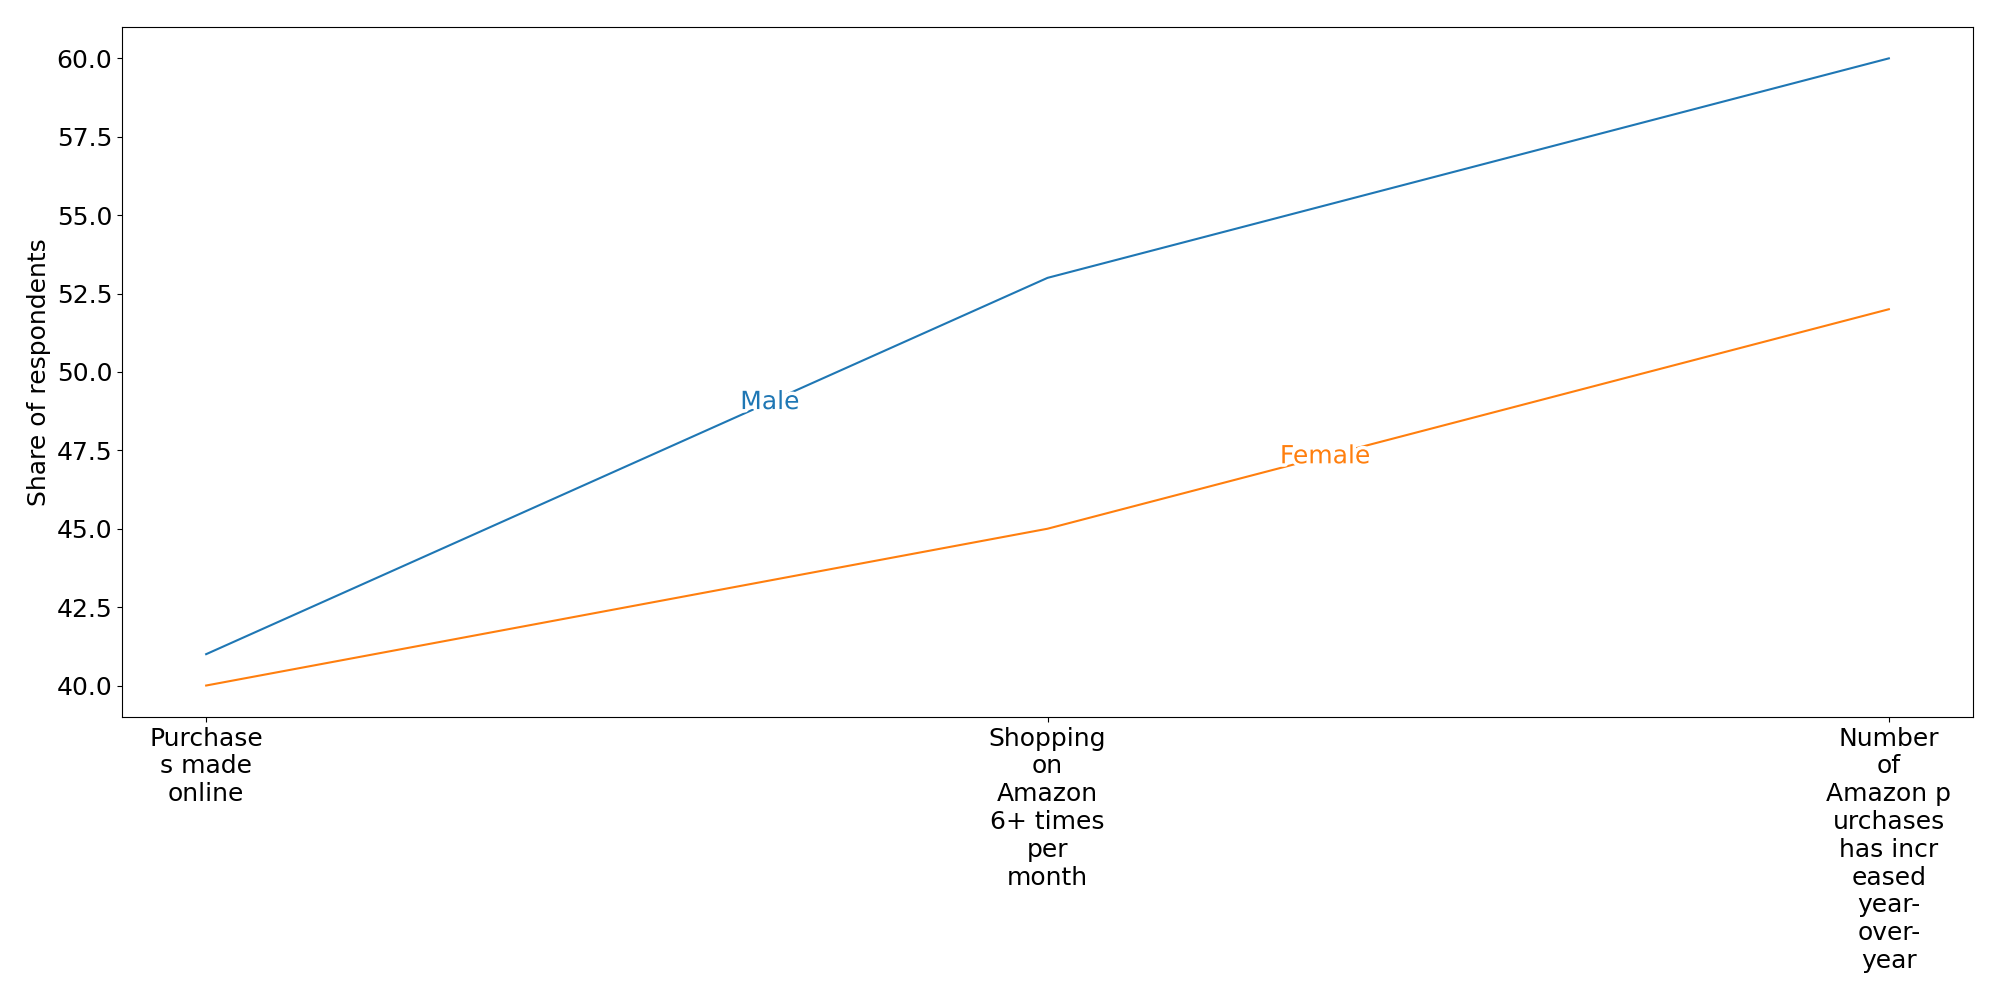 60.0
57.5
55.0
52.5
50.0
47.5
45.0
42.5
40.0
Share of respondents
Male
Female
Purchase
s made
online
Shopping
on
Amazon
6+ times
per
month
Number
of
Amazon p
urchases
has incr
eased
year-
over-
year